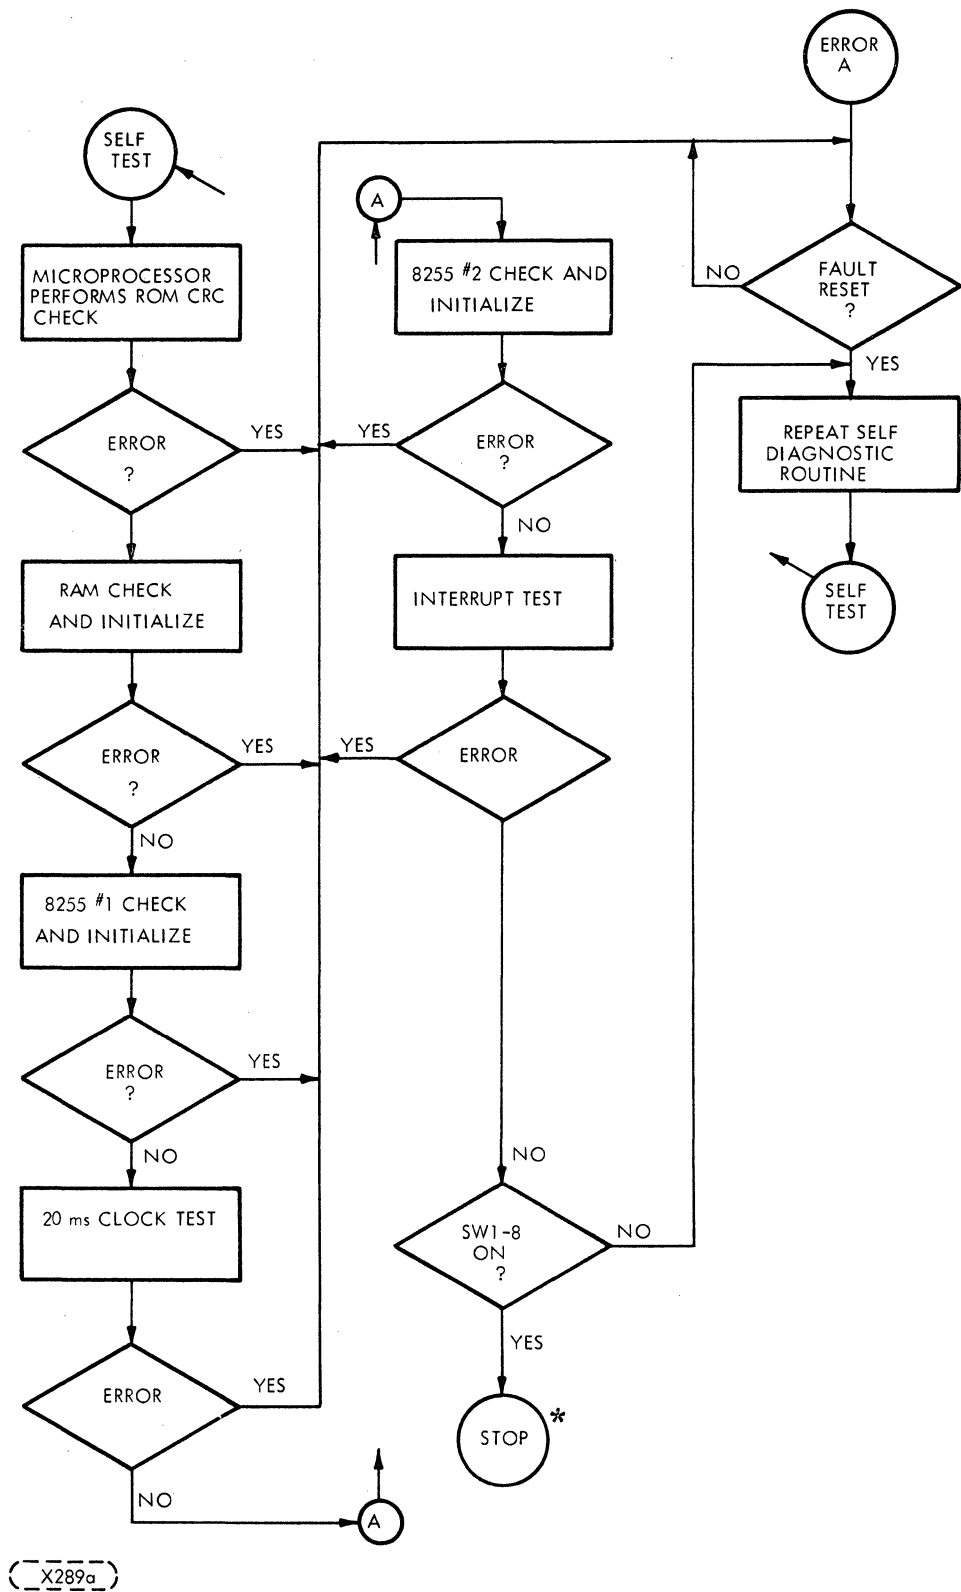 SELF
TEST
MICROPROCESSOR
PERFORMS ROM CRC
CHECK
ERROR
?
YES
RAM CHECK
AND INITIALIZE
ERROR
?
YES
NO
8255 #1 CHECK
AND INITIALIZE
ERROR
?
YES
NO
20 ms CLOCK TEST
ERROR
YES
NO
A
A
8255 #2 CHECK AND
INITIALIZE
ERROR
?
YES
NO
INTERRUPT TEST
ERROR
YES
NO
SW1-8
ON
?
NO
YES
STOP
*
ERROR
A
FAULT
RESET
?
NO
YES
REPEAT SELF
DIAGNOSTIC
ROUTINE
SELF
TEST
X289a